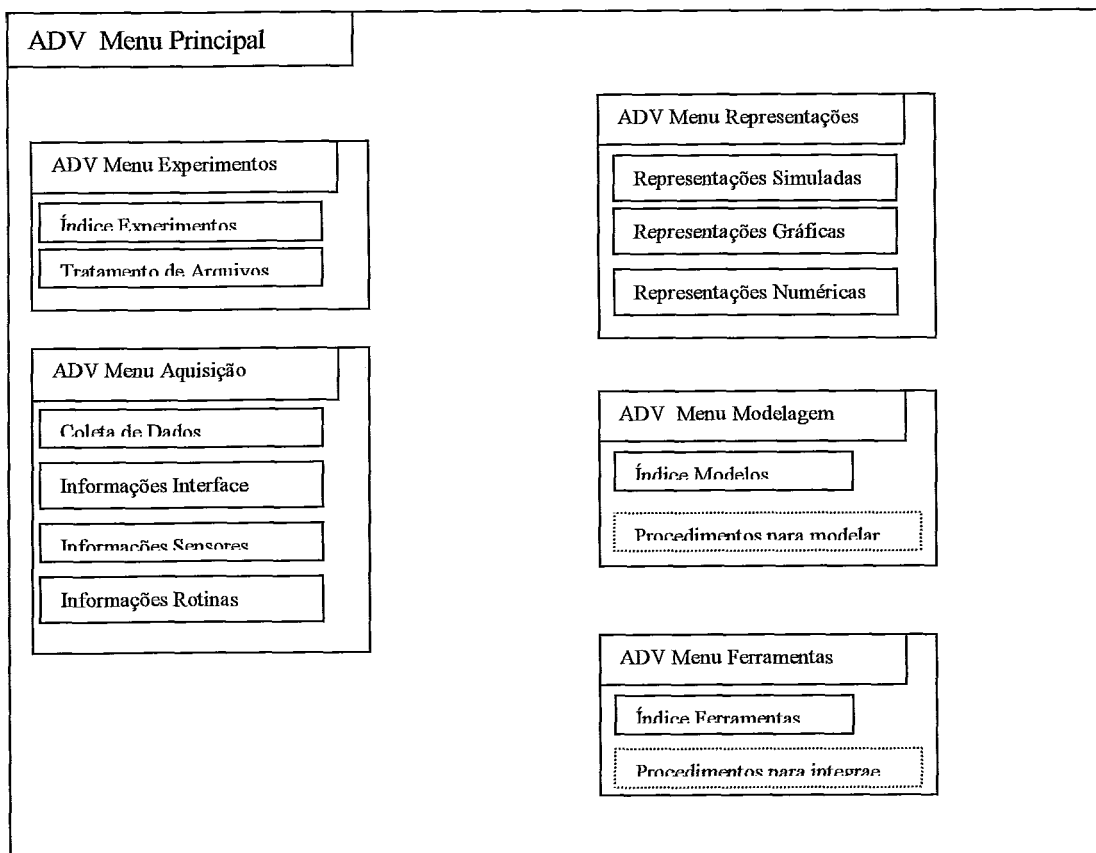 ADV Menu Principal
ADV Menu Experimentos
Índice Experimentos
Tratamento de Arquivos
ADV Menu Aquisição
Coleta de Dados
Informações Interface
Informações Sensores
Informações Rotinas
ADV Menu Representações
Representações Simuladas
Representações Gráficas
Representações Numéricas
ADV Menu Modelagem
Índice Modelos
Procedimentos para modelar
ADV Menu Ferramentas
Índice Ferramentas
Procedimentos para integrae